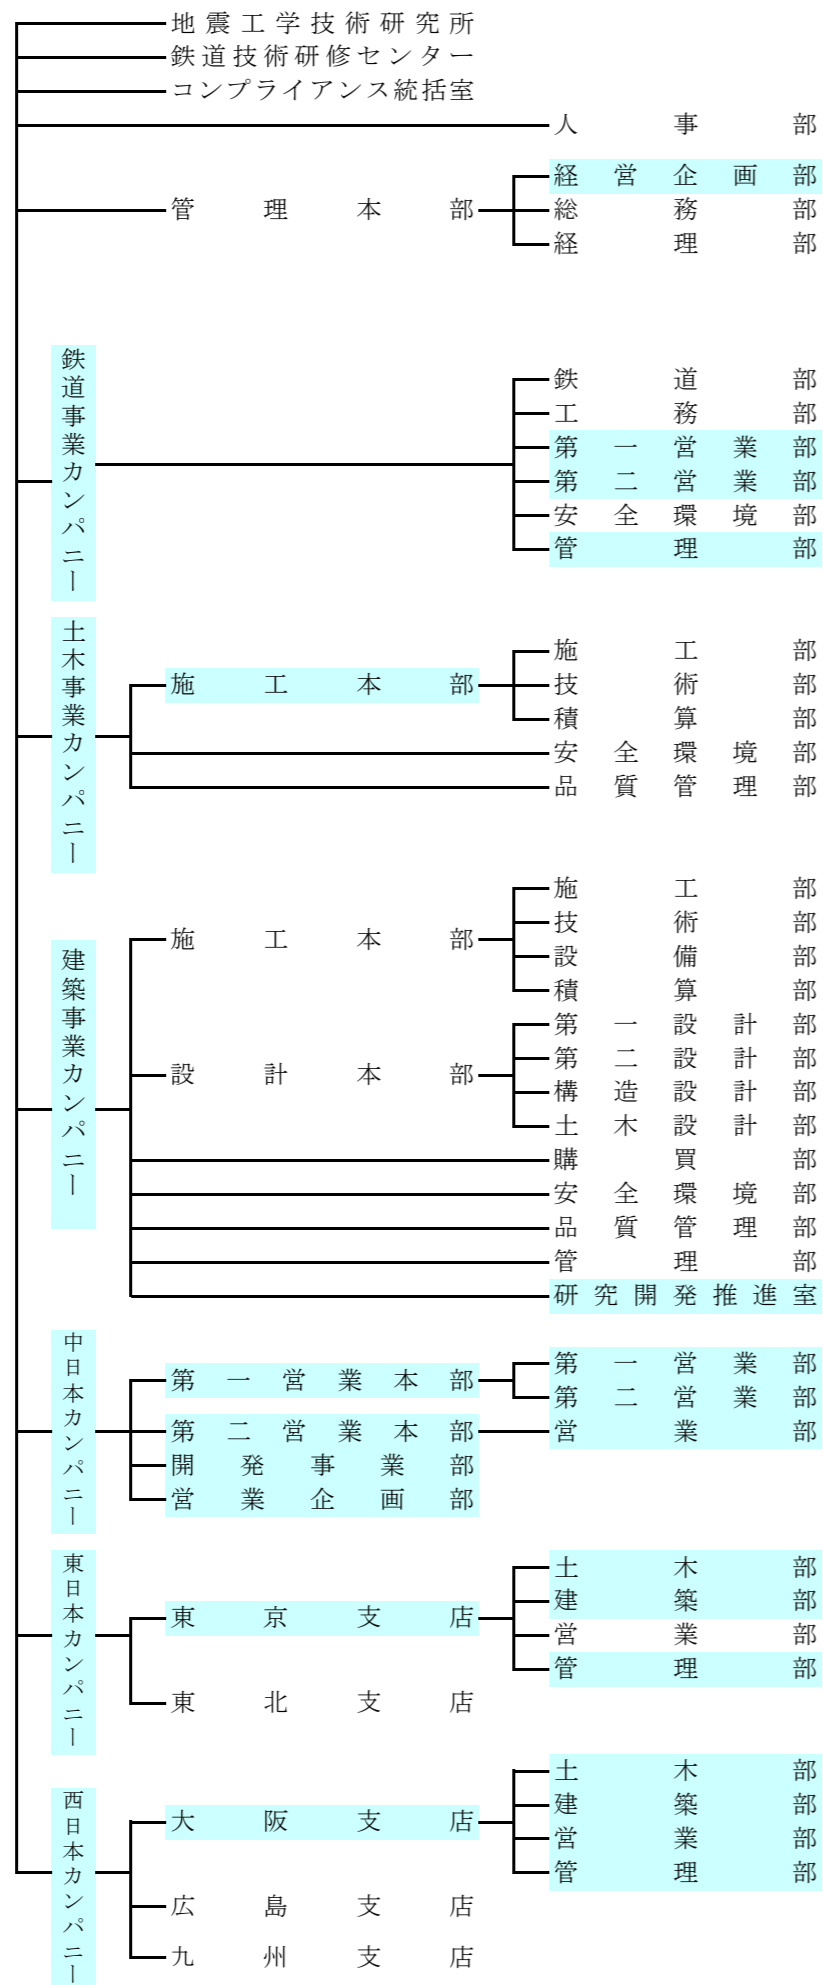 地震工学技術研究所
鉄道技術研修センター
コンプライアンス統括室
人事部
経営企画部
管理本部
総務部
経理部
鉄道事業カンパニー
鉄道部
工務部
第一営業部
第二営業部
安全環境部
管理部
土木事業カンパニー
施工本部
施工部
技術部
積算部
安全環境部
品質管理部
建築事業カンパニー
施工本部
施工部
技術部
設備部
積算部
設計本部
第一設計部
第二設計部
構造設計部
土木設計部
購買部
安全環境部
品質管理部
管理部
研究開発推進室
中日本カンパニー
第一営業本部
第一営業部
第二営業部
第二営業本部
営業部
開発事業部
営業企画部
東日本カンパニー
東京支店
土木部
建築部
営業部
管理部
東北支店
西日本カンパニー
大阪支店
土木部
建築部
営業部
管理部
広島支店
九州支店